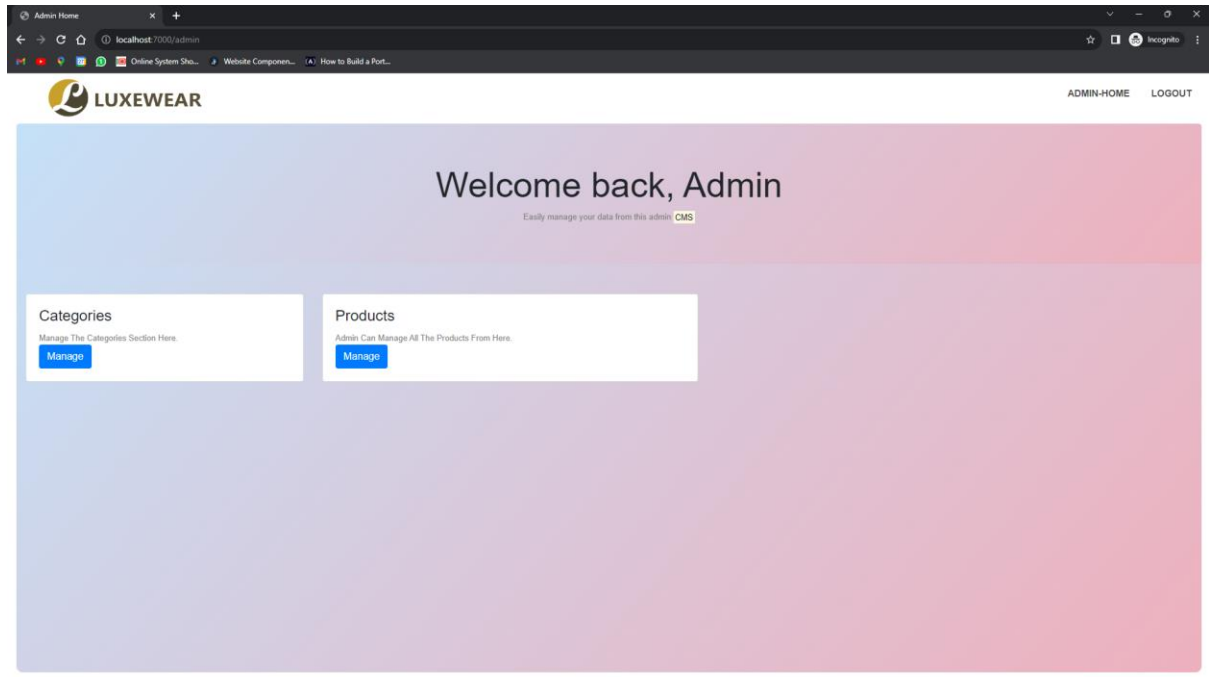 Admin Home
localhost:7000/admin
Incognito
Online System Sho...
Website Componen...
How to Build a Port...
LUXEWEAR
ADMIN-HOME
LOGOUT
Welcome back, Admin
Easily manage your data from this admin CMS
Categories
Manage The Categories Section Here.
Manage
Products
Admin Can Manage All The Products From Here.
Manage